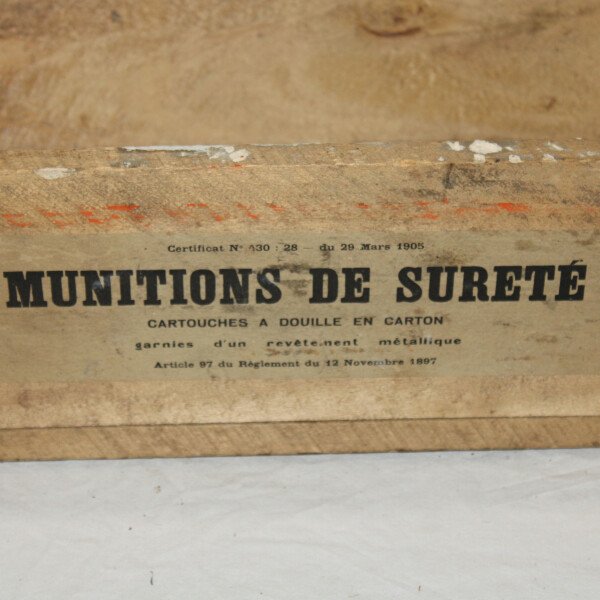 Certificat N° 430 : 28 — du 29 Mars 1905
MUNITIONS DE SURETÉ
CARTOUCHES A DOUILLE EN CARTON
garnies d'un revêtement métallique
Article 97 du Règlement du 12 Novembre 1897